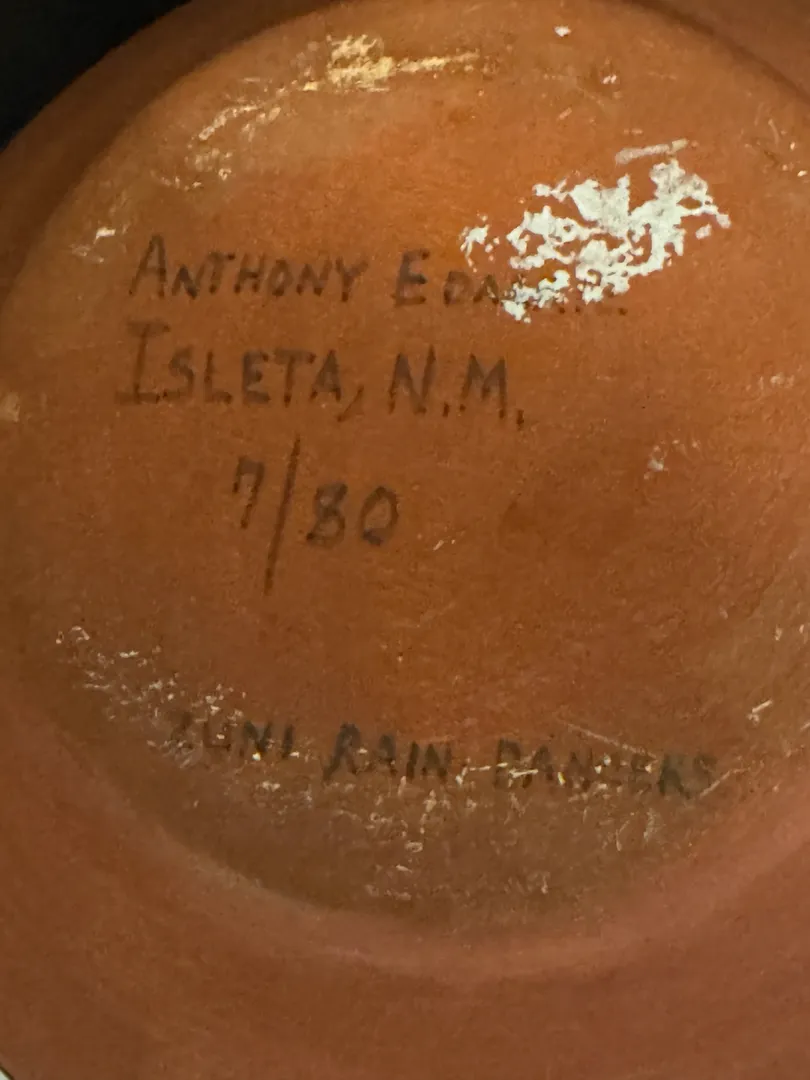 ANTHONY
ISLETA, N.M.
7/80
ZUNI RAIN DANCERS